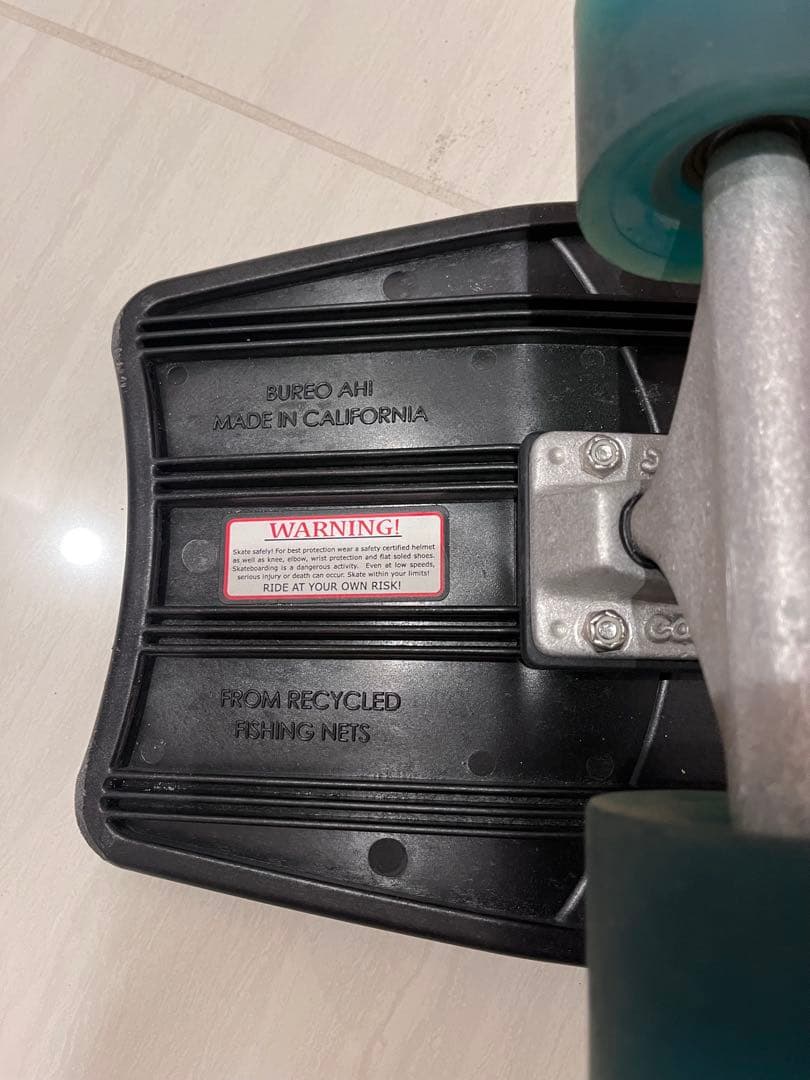 BUREO AHI
MADE IN CALIFORNIA
WARNING!
Skate safely! For best protection wear a safety certified helmet
as well as knee, elbow, wrist protection and flat soled shoes.
Skateboarding is a dangerous activity. Even at low speeds,
serious injury or death can occur. Skate within your limits!
RIDE AT YOUR OWN RISK!
FROM RECYCLED
FISHING NETS